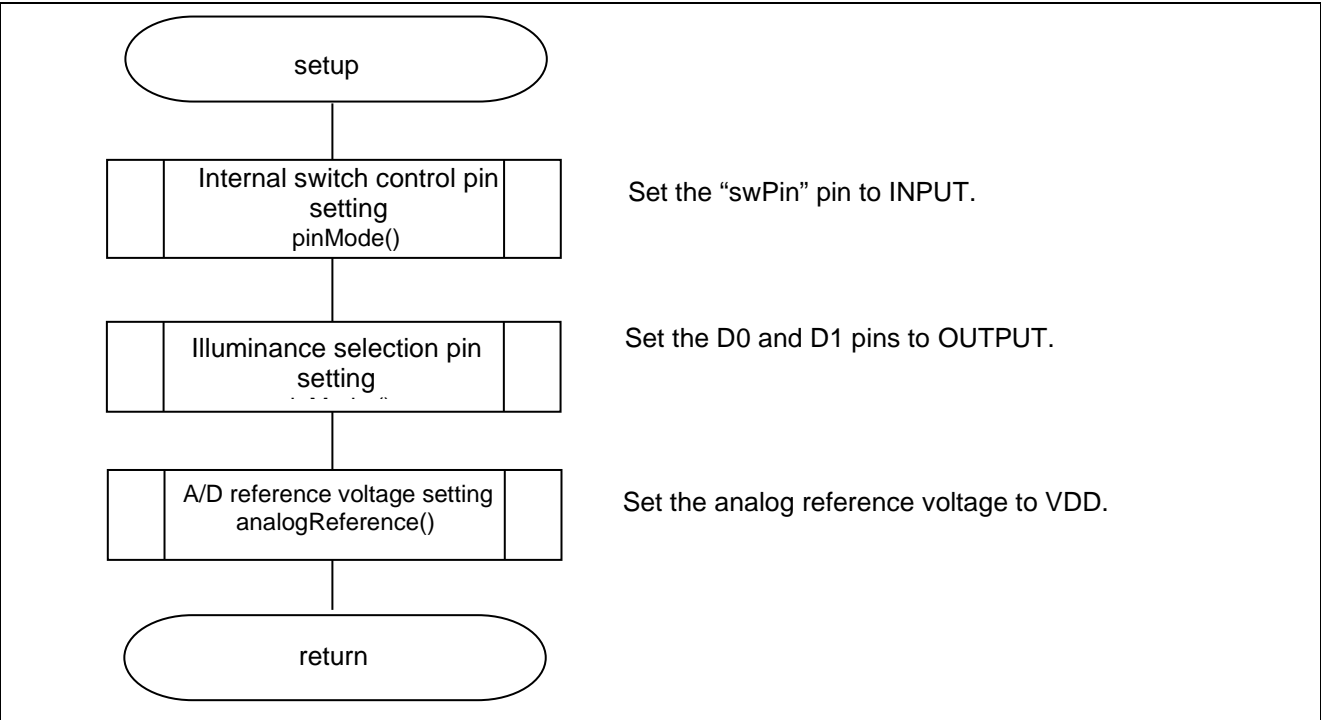 setup
Internal switch control pin
setting
pinMode()
Set the “swPin” pin to INPUT.
Illuminance selection pin
setting
Set the D0 and D1 pins to OUTPUT.
A/D reference voltage setting
analogReference()
Set the analog reference voltage to VDD.
return